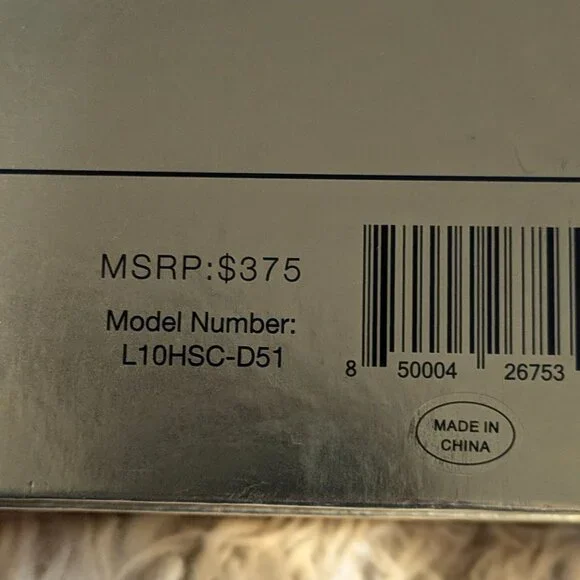 MSRP:$375
Model Number:
L10HSC-D51
8 50004 26753
MADE IN
CHINA